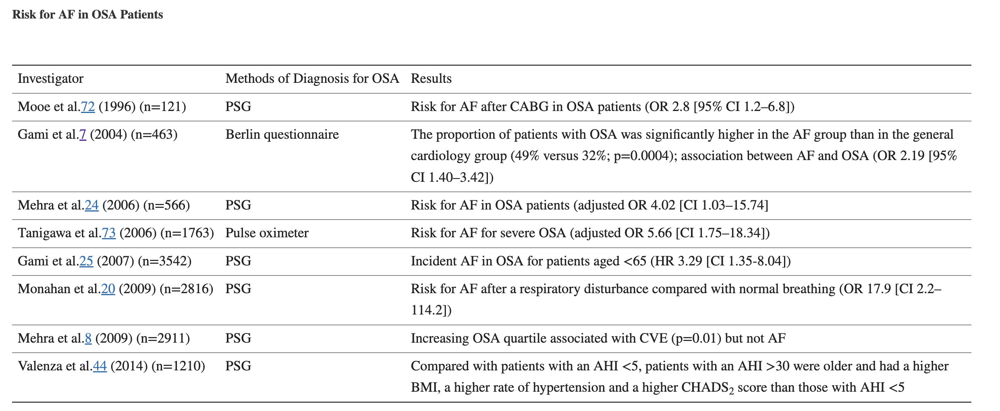 Risk for AF in OSA Patients
Investigator Methods of Diagnosis for OSA Results
Mooe et al.72 (1996) (n=121) PSG Risk for AF after CABG in OSA patients (OR 2.8 [95% CI 1.2–6.8])
Gami et al.7 (2004) (n=463) Berlin questionnaire The proportion of patients with OSA was significantly higher in the AF group than in the general
cardiology group (49% versus 32%; p=0.0004); association between AF and OSA (OR 2.19 [95%
CI 1.40–3.42])
Mehra et al.24 (2006) (n=566) PSG Risk for AF in OSA patients (adjusted OR 4.02 [CI 1.03–15.74]
Tanigawa et al.73 (2006) (n=1763) Pulse oximeter Risk for AF for severe OSA (adjusted OR 5.66 [CI 1.75–18.34])
Gami et al.25 (2007) (n=3542) PSG Incident AF in OSA for patients aged <65 (HR 3.29 [CI 1.35-8.04])
Monahan et al.20 (2009) (n=2816) PSG Risk for AF after a respiratory disturbance compared with normal breathing (OR 17.9 [CI 2.2–
114.2])
Mehra et al.8 (2009) (n=2911) PSG Increasing OSA quartile associated with CVE (p=0.01) but not AF
Valenza et al.44 (2014) (n=1210) PSG Compared with patients with an AHI <5, patients with an AHI >30 were older and had a higher
BMI, a higher rate of hypertension and a higher CHADS₂ score than those with AHI <5